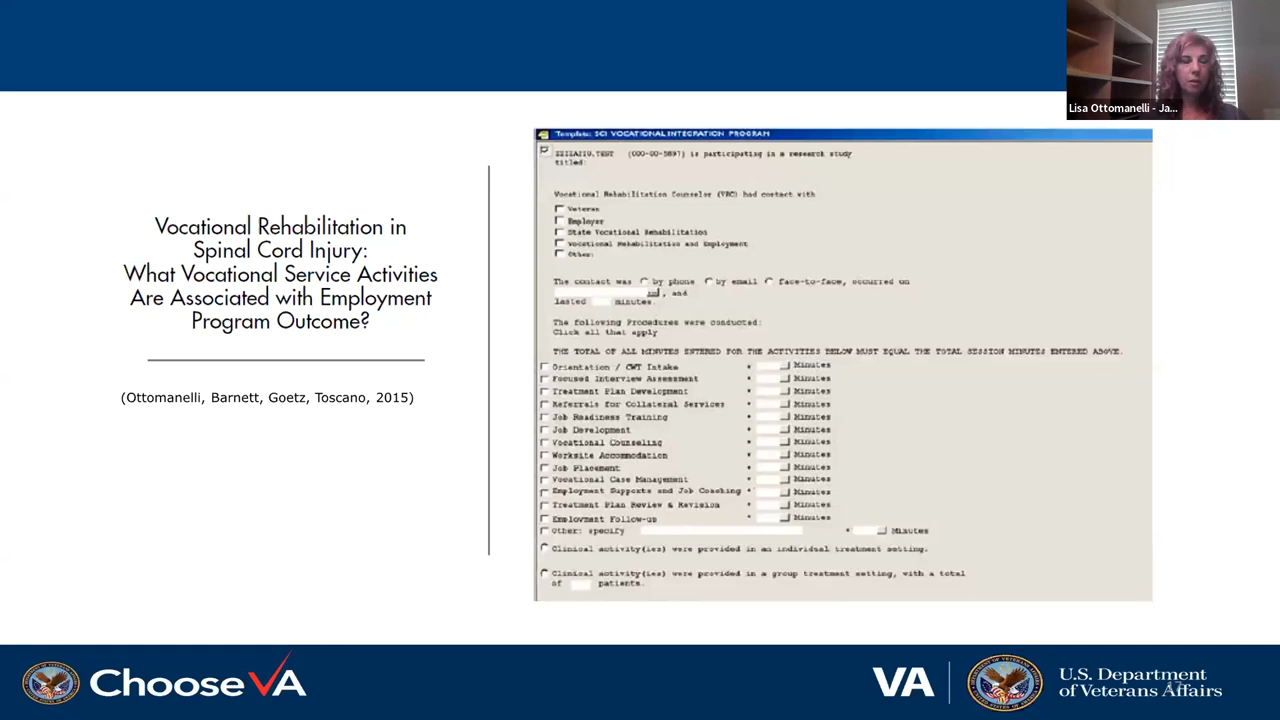 Lisa Ottomanelli - Ja...
Vocational Rehabilitation in
Spinal Cord Injury:
What Vocational Service Activities
Are Associated with Employment
Program Outcome?
(Ottomanelli, Barnett, Goetz, Toscano, 2015)
Template: SCI VOCATIONAL INTEGRATION PROGRAM
(000-00-5897) is participating in a research study
titled:
Vocational Rehabilitation Counselor (VRC) had contact with
Veteran
Employer
State Vocational Rehabilitation
Vocational Rehabilitation and Employment
Other:
The contact was by phone by email face-to-face, occurred on
, and
lasted minutes.
The following Procedures were conducted:
Click all that apply
THE TOTAL OF ALL MINUTES ENTERED FOR THE ACTIVITIES BELOW MUST EQUAL THE TOTAL SESSION MINUTES ENTERED ABOVE.
Orientation / CWT Intake * Minutes
Focused Interview Assessment * Minutes
Treatment Plan Development * Minutes
Referrals for Collateral Services * Minutes
Job Readiness Training * Minutes
Job Development * Minutes
Vocational Counseling * Minutes
Worksite Accommodation * Minutes
Job Placement * Minutes
Vocational Case Management * Minutes
Employment Supports and Job Coaching * Minutes
Treatment Plan Review & Revision * Minutes
Employment Follow-up * Minutes
Other: specify * Minutes
Clinical activity(ies) were provided in an individual treatment setting.
Clinical activity(ies) were provided in a group treatment setting, with a total
of patients.
Choose VA
VA
U.S. Department
of Veterans Affairs